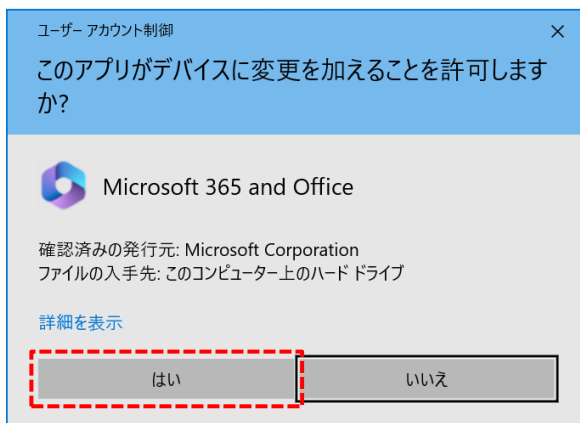 ユーザー アカウント制御
このアプリがデバイスに変更を加えることを許可します
か?
Microsoft 365 and Office
確認済みの発行元: Microsoft Corporation
ファイルの入手先: このコンピューター上のハード ドライブ
詳細を表示
はい
いいえ